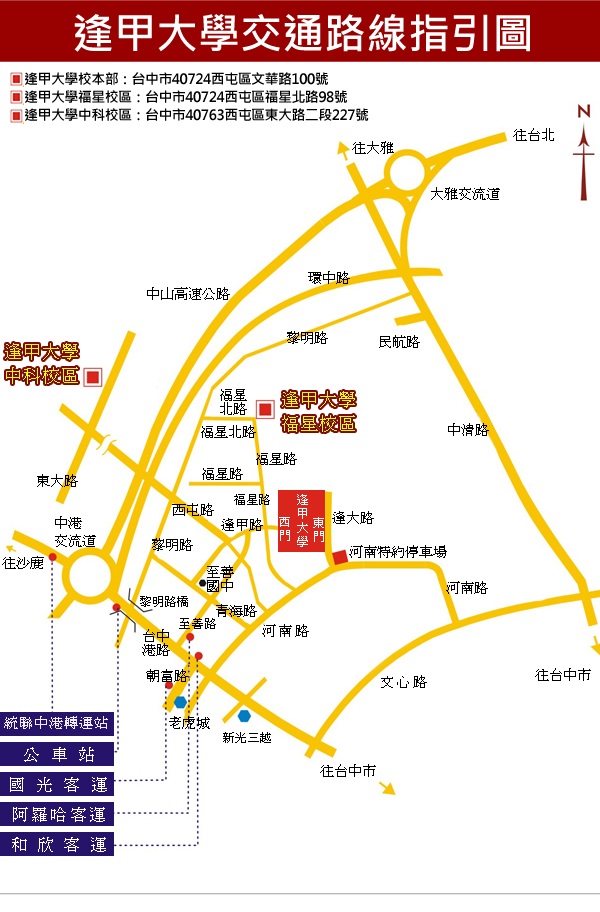 逢甲大學交通路線指引圖
逢甲大學校本部：台中市40724西屯區文華路100號
逢甲大學福星校區：台中市40724西屯區福星北路98號
逢甲大學中科校區：台中市40763西屯區東大路二段227號
N
往台北
往大雅
大雅交流道
環中路
中山高速公路
黎明路
民航路
逢甲大學
中科校區
福星
北路
逢甲大學
福星校區
福星北路
中清路
福星路
福星路
東大路
福星路
西屯路
逢甲大學
西門
東門
逢大路
中港
交流道
逢甲路
黎明路
河南特約停車場
往沙鹿
至善
國中
河南路
黎明路橋
青海路
至善路
河南路
台中
港路
朝富路
往台中市
文心路
統聯中港轉運站
老虎城
新光三越
公車站
往台中市
國光客運
阿羅哈客運
和欣客運